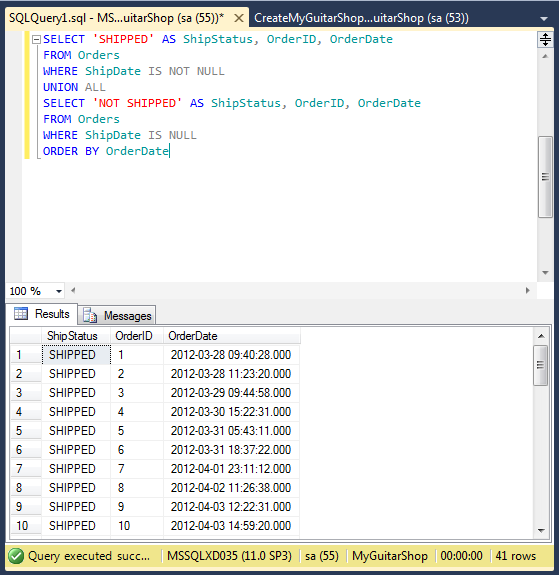 SQLQuery1.sql - MS...uitarShop (sa (55))* CreateMyGuitarShop...uitarShop (sa (53))
SELECT 'SHIPPED' AS ShipStatus, OrderID, OrderDate
FROM Orders
WHERE ShipDate IS NOT NULL
UNION ALL
SELECT 'NOT SHIPPED' AS ShipStatus, OrderID, OrderDate
FROM Orders
WHERE ShipDate IS NULL
ORDER BY OrderDate
100 %
Results Messages
ShipStatus OrderID OrderDate
1 SHIPPED 1 2012-03-28 09:40:28.000
2 SHIPPED 2 2012-03-28 11:23:20.000
3 SHIPPED 3 2012-03-29 09:44:58.000
4 SHIPPED 4 2012-03-30 15:22:31.000
5 SHIPPED 5 2012-03-31 05:43:11.000
6 SHIPPED 6 2012-03-31 18:37:22.000
7 SHIPPED 7 2012-04-01 23:11:12.000
8 SHIPPED 8 2012-04-02 11:26:38.000
9 SHIPPED 9 2012-04-03 12:22:31.000
10 SHIPPED 10 2012-04-03 14:59:20.000
Query executed succ... MSSQLXD035 (11.0 SP3) sa (55) MyGuitarShop 00:00:00 41 rows